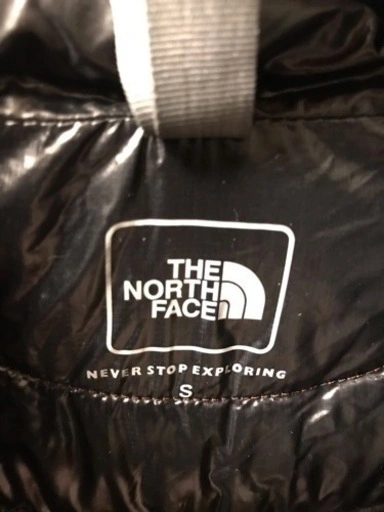 THE
NORTH
FACE
NEVER STOP EXPLORING
S